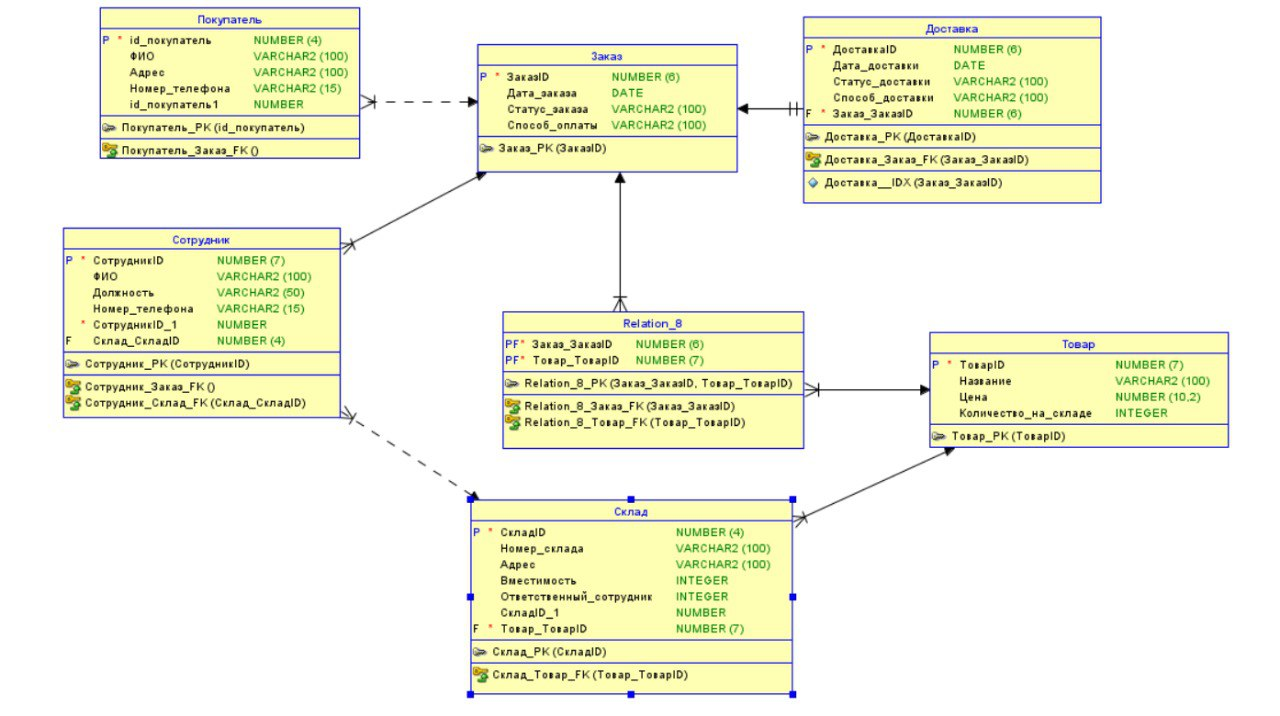 Покупатель
P * id_покупатель NUMBER (4)
ФИО VARCHAR2 (100)
Адрес VARCHAR2 (100)
Номер_телефона VARCHAR2 (15)
id_покупатель1 NUMBER
Покупатель_PK (id_покупатель)
Покупатель_Заказ_FK ()
Заказ
P * ЗаказID NUMBER (6)
Дата_заказа DATE
Статус_заказа VARCHAR2 (100)
Способ_оплаты VARCHAR2 (100)
Заказ_PK (ЗаказID)
Доставка
P * ДоставкаID NUMBER (6)
Дата_доставки DATE
Статус_доставки VARCHAR2 (100)
Способ_доставки VARCHAR2 (100)
F * Заказ_ЗаказID NUMBER (6)
Доставка_PK (ДоставкаID)
Доставка_Заказ_FK (Заказ_ЗаказID)
Доставка__IDX (Заказ_ЗаказID)
Сотрудник
P * СотрудникID NUMBER (7)
ФИО VARCHAR2 (100)
Должность VARCHAR2 (50)
Номер_телефона VARCHAR2 (15)
* СотрудникID_1 NUMBER
F Склад_СкладID NUMBER (4)
Сотрудник_PK (СотрудникID)
Сотрудник_Заказ_FK ()
Сотрудник_Склад_FK (Склад_СкладID)
Relation_8
PF* Заказ_ЗаказID NUMBER (6)
PF* Товар_ТоварID NUMBER (7)
Relation_8_PK (Заказ_ЗаказID, Товар_ТоварID)
Relation_8_Заказ_FK (Заказ_ЗаказID)
Relation_8_Товар_FK (Товар_ТоварID)
Товар
P * ТоварID NUMBER (7)
Название VARCHAR2 (100)
Цена NUMBER (10,2)
Количество_на_складе INTEGER
Товар_PK (ТоварID)
Склад
P * СкладID NUMBER (4)
Номер_склада VARCHAR2 (100)
Адрес VARCHAR2 (100)
Вместимость INTEGER
Ответственный_сотрудник INTEGER
СкладID_1 NUMBER
F * Товар_ТоварID NUMBER (7)
Склад_PK (СкладID)
Склад_Товар_FK (Товар_ТоварID)